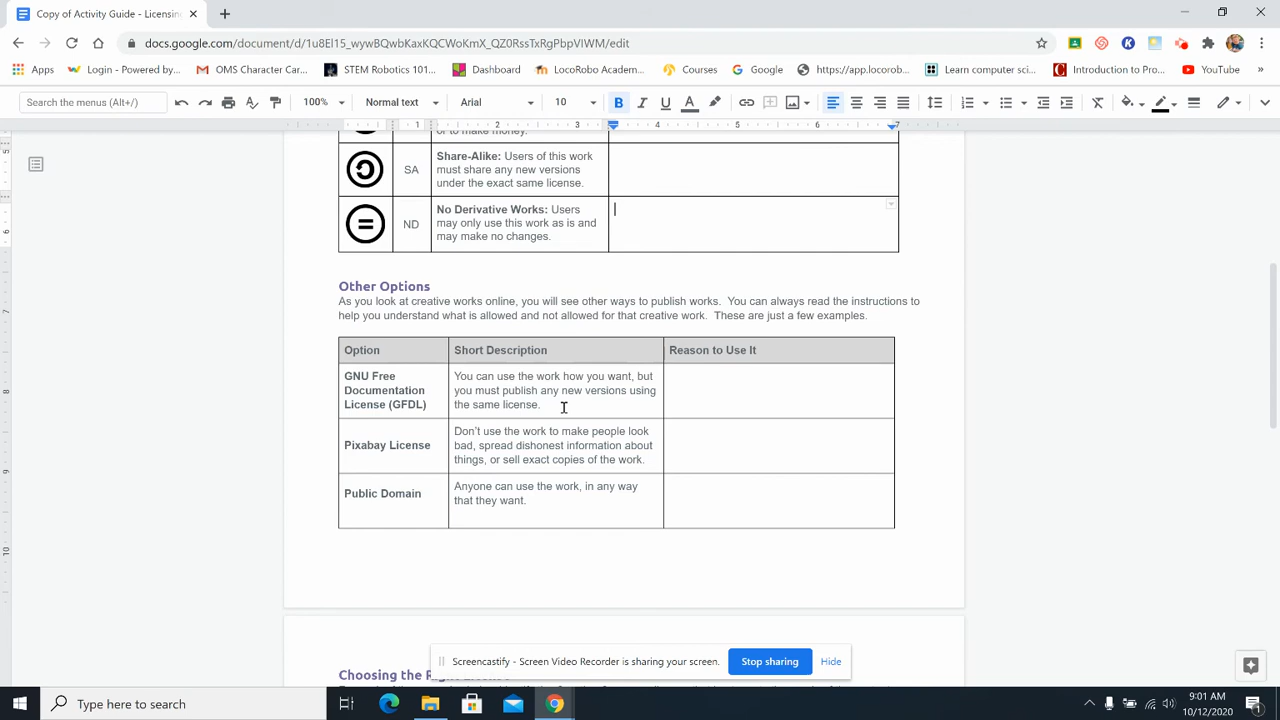 Copy of Activity Guide - Licensin
docs.google.com/document/d/1u8El15_wywBQwbKaxKQCWoKmX_QZ0RssTxRgPbpVIWM/edit
Apps
Login - Powered by...
OMS Character Car...
STEM Robotics 101...
Dashboard
LocoRobo Academ...
Courses
Google
https://app.locorob...
Learn computer sci...
Introduction to Pro...
YouTube
Search the menus (Alt+/)
100%
Normal text
Arial
B I U A
1 2 3 4 5 6 7
or to make money.
SA
Share-Alike: Users of this work
must share any new versions
under the exact same license.
ND
No Derivative Works: Users
may only use this work as is and
may make no changes.
Other Options
As you look at creative works online, you will see other ways to publish works. You can always read the instructions to
help you understand what is allowed and not allowed for that creative work. These are just a few examples.
Option
Short Description
Reason to Use It
GNU Free
Documentation
License (GFDL)
You can use the work how you want, but
you must publish any new versions using
the same license.
Pixabay License
Don't use the work to make people look
bad, spread dishonest information about
things, or sell exact copies of the work.
Public Domain
Anyone can use the work, in any way
that they want.
Choosing the
Screencastify - Screen Video Recorder is sharing your screen.
Stop sharing
Hide
Type here to search
9:01 AM
10/12/2020